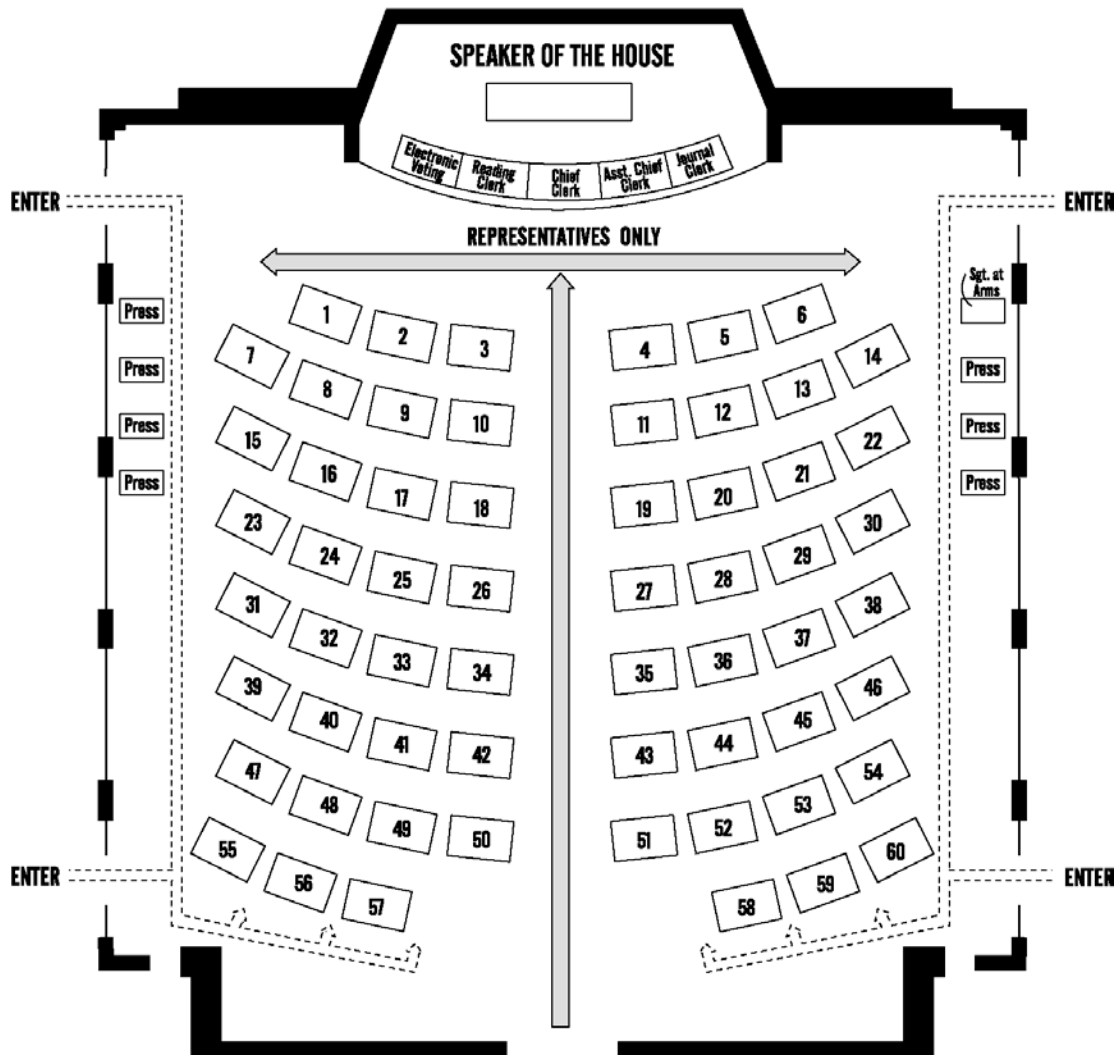 SPEAKER OF THE HOUSE
Electronic
Voting
Reading
Clerk
Chief
Clerk
Asst. Chief
Clerk
Journal
Clerk
ENTER
ENTER
REPRESENTATIVES ONLY
Sgt. at
Arms
Press
Press
Press
Press
Press
Press
Press
1
2
3
4
5
6
7
8
9
10
11
12
13
14
15
16
17
18
19
20
21
22
23
24
25
26
27
28
29
30
31
32
33
34
35
36
37
38
39
40
41
42
43
44
45
46
47
48
49
50
51
52
53
54
55
56
57
58
59
60
ENTER
ENTER